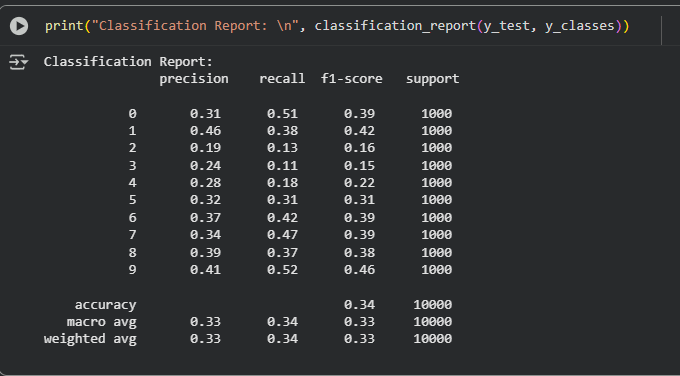 print("Classification Report: \n", classification_report(y_test, y_classes))
Classification Report:
precision recall f1-score support
0 0.31 0.51 0.39 1000
1 0.46 0.38 0.42 1000
2 0.19 0.13 0.16 1000
3 0.24 0.11 0.15 1000
4 0.28 0.18 0.22 1000
5 0.32 0.31 0.31 1000
6 0.37 0.42 0.39 1000
7 0.34 0.47 0.39 1000
8 0.39 0.37 0.38 1000
9 0.41 0.52 0.46 1000
accuracy 0.34 10000
macro avg 0.33 0.34 0.33 10000
weighted avg 0.33 0.34 0.33 10000